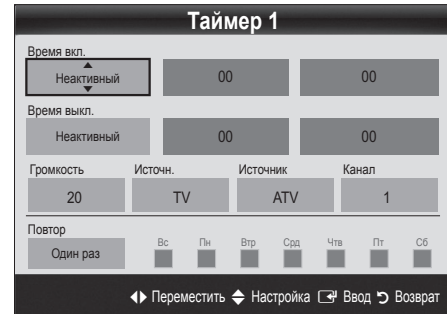 Таймер 1
Время вкл.
Неактивный 00 00
Время выкл.
Неактивный 00 00
Громкость Источн. Источник Канал
20 TV ATV 1
Повтор
Вс Пн Втр Срд Чтв Пт Сб
Один раз
Переместить Настройка Ввод Возврат